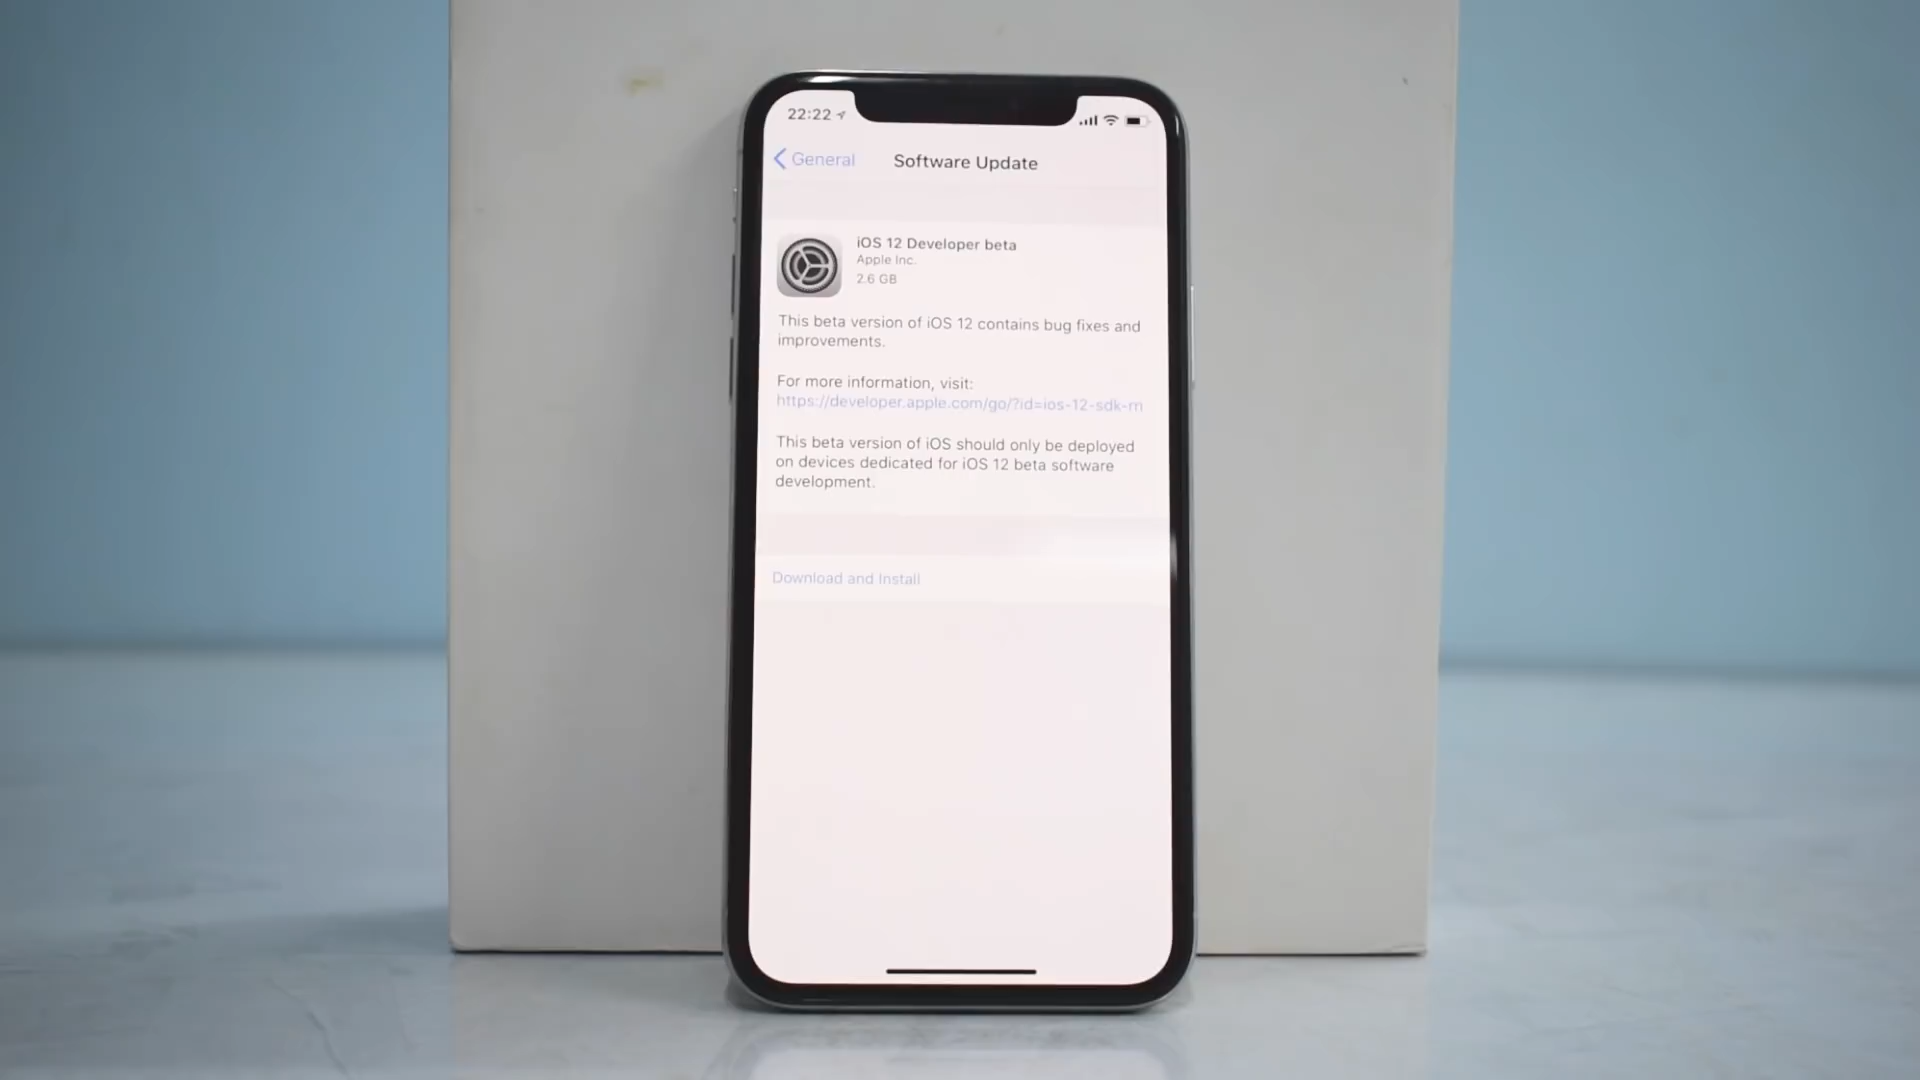 22:22
General
Software Update
iOS 12 Developer beta
Apple Inc.
2.6 GB
This beta version of iOS 12 contains bug fixes and
improvements.
For more information, visit:
https://developer.apple.com/go/?id=ios-12-sdk-m
This beta version of iOS should only be deployed
on devices dedicated for iOS 12 beta software
development.
Download and Install